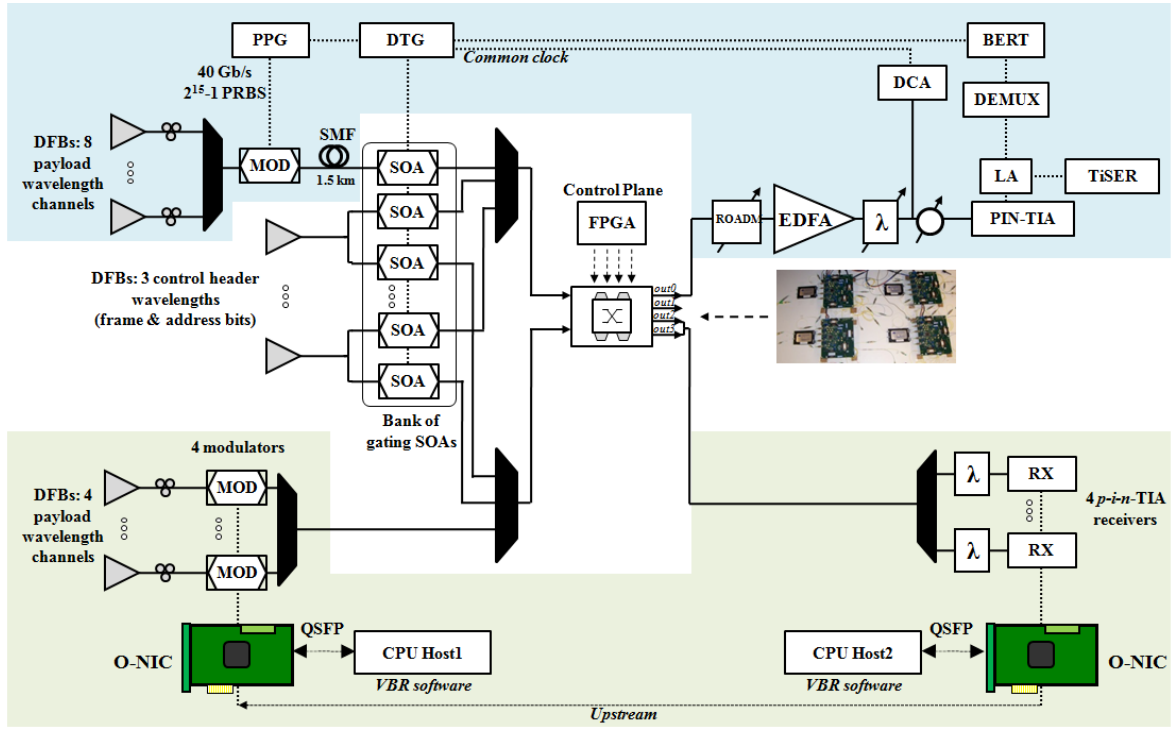 PPG
DTG
BERT
Common clock
40 Gb/s
2¹⁵-1 PRBS
DCA
DEMUX
DFBs: 8
payload
wavelength
channels
MOD
SMF
1.5 km
SOA
SOA
SOA
SOA
SOA
Bank of
gating SOAs
DFBs: 3 control header
wavelengths
(frame & address bits)
Control Plane
FPGA
out0
out1
out2
out3
ROADM
EDFA
λ
LA
TiSER
PIN-TIA
4 modulators
DFBs: 4
payload
wavelength
channels
MOD
MOD
λ
RX
λ
RX
4 p-i-n-TIA
receivers
O-NIC
QSFP
CPU Host1
VBR software
CPU Host2
VBR software
QSFP
O-NIC
Upstream